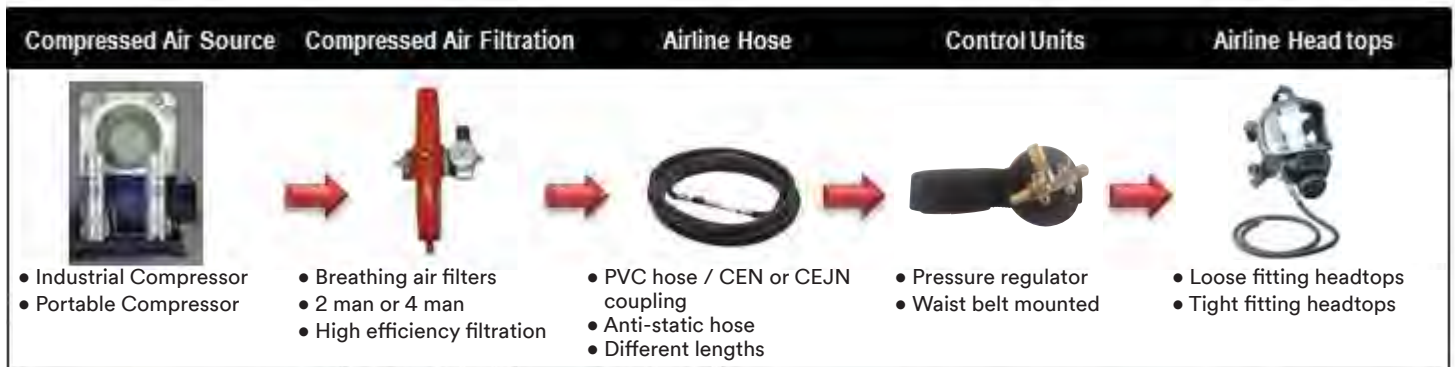 Compressed Air Source
Compressed Air Filtration
Airline Hose
Control Units
Airline Head tops
• Industrial Compressor
• Portable Compressor
• Breathing air filters
• 2 man or 4 man
• High efficiency filtration
• PVC hose / CEN or CEJN
coupling
• Anti-static hose
• Different lengths
• Pressure regulator
• Waist belt mounted
• Loose fitting headtops
• Tight fitting headtops